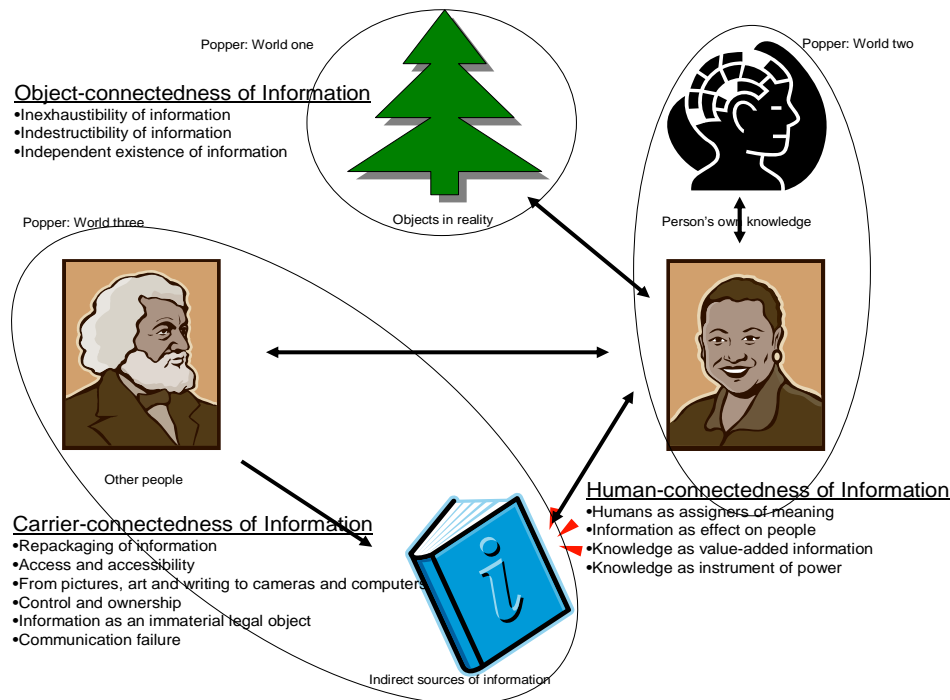 Popper: World one
Popper: World two
Object-connectedness of Information
•Inexhaustibility of information
•Indestructibility of information
•Independent existence of information
Objects in reality
Person's own knowledge
Popper: World three
Other people
Human-connectedness of Information
•Humans as assigners of meaning
•Information as effect on people
•Knowledge as value-added information
•Knowledge as instrument of power
Carrier-connectedness of Information
•Repackaging of information
•Access and accessibility
•From pictures, art and writing to cameras and computers
•Control and ownership
•Information as an immaterial legal object
•Communication failure
i
Indirect sources of information